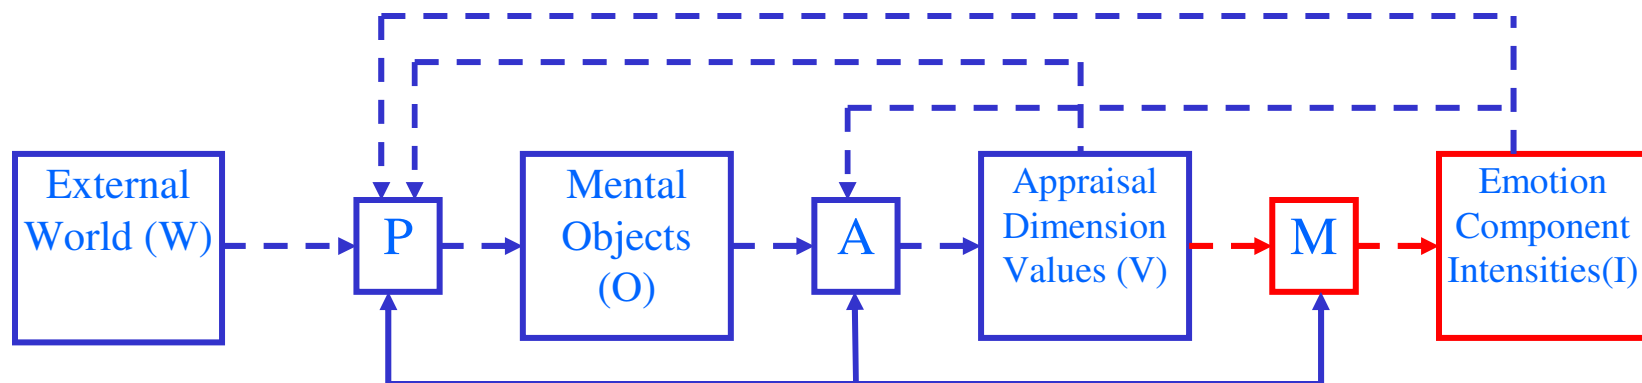 External
World (W)
P
Mental
Objects
(O)
A
Appraisal
Dimension
Values (V)
M
Emotion
Component
Intensities(I)